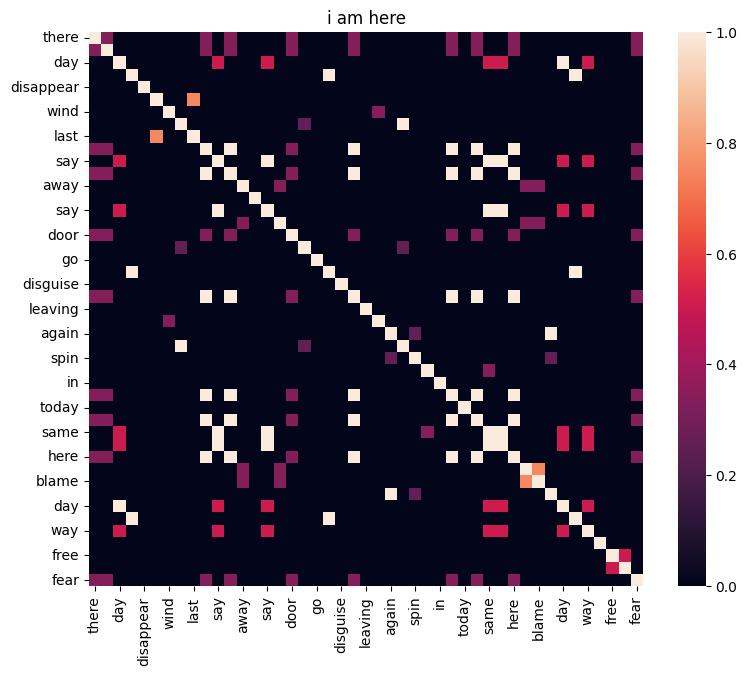 i am here
there
day
disappear
wind
last
say
away
say
door
go
disguise
leaving
again
spin
in
today
same
here
blame
day
way
free
fear
there
day
disappear
wind
last
say
away
say
door
go
disguise
leaving
again
spin
in
today
same
here
blame
day
way
free
fear
1.0
0.8
0.6
0.4
0.2
0.0